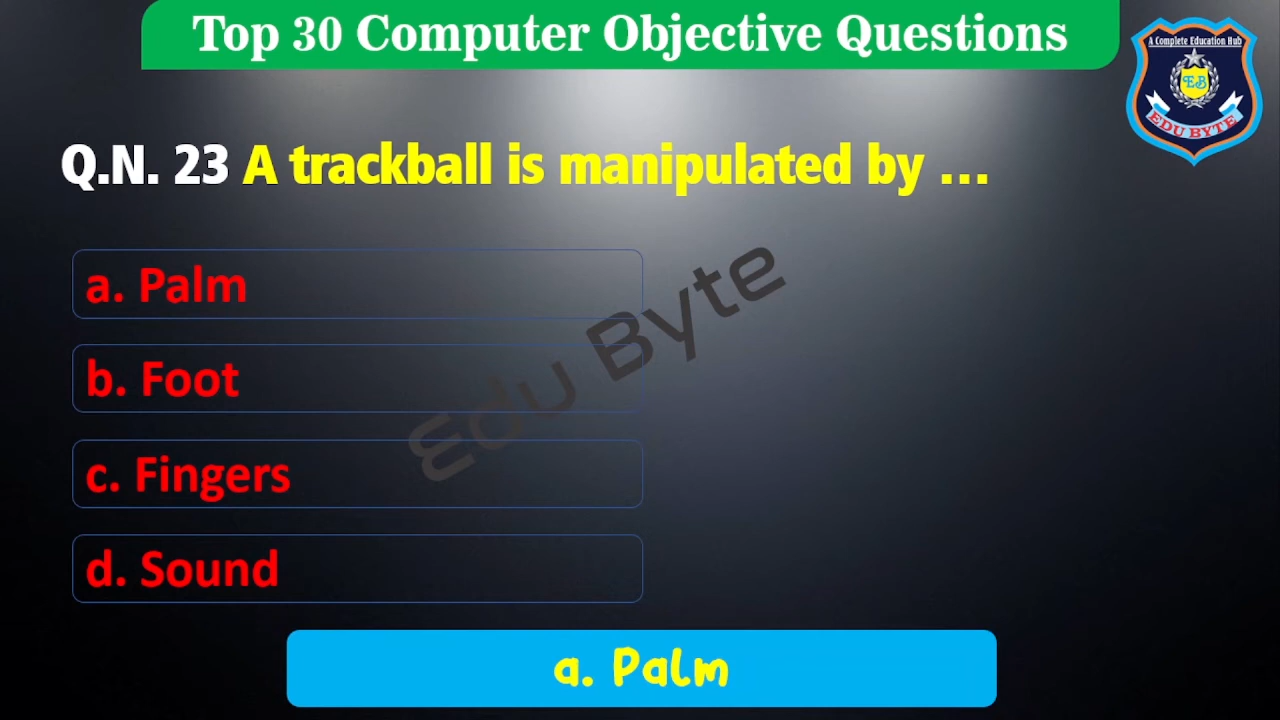 Top 30 Computer Objective Questions
A Complete Education Hub
EB
EDU BYTE
Q.N. 23 A trackball is manipulated by ...
a. Palm
b. Foot
c. Fingers
d. Sound
Edu Byte
a. Palm